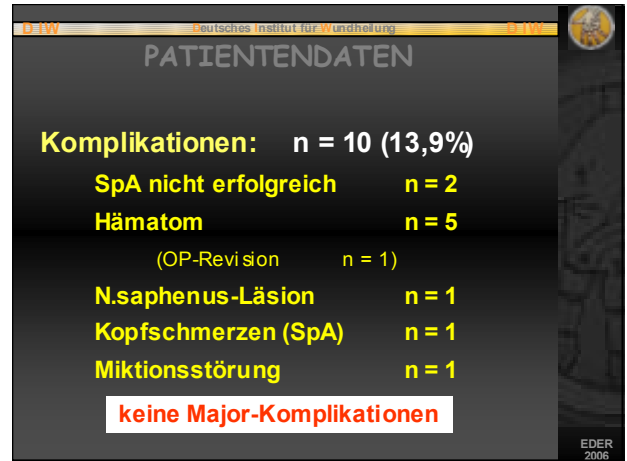 DIW Deutsches Institut für Wundheilung DIW
PATIENTENDATEN
Komplikationen: n = 10 (13,9%)
SpA nicht erfolgreich n = 2
Hämatom n = 5
(OP-Revision n = 1)
N.saphenus-Läsion n = 1
Kopfschmerzen (SpA) n = 1
Miktionsstörung n = 1
keine Major-Komplikationen
EDER
2006